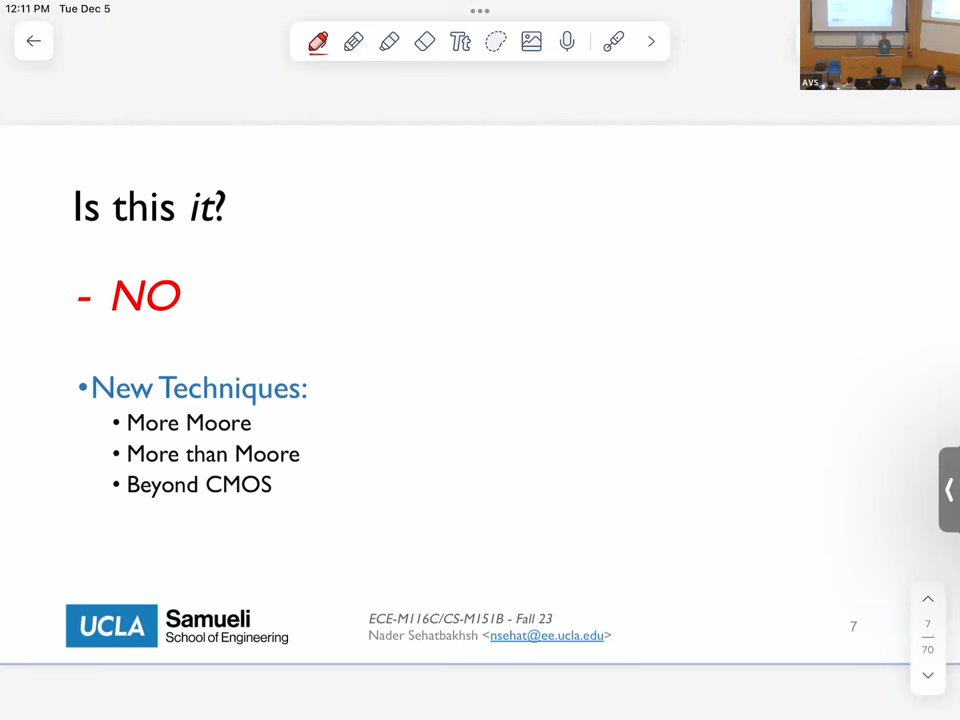 12:11 PM Tue Dec 5
Tt
AVS
Is this it?
- NO
•New Techniques:
• More Moore
• More than Moore
• Beyond CMOS
UCLA Samueli
School of Engineering
ECE-M116C/CS-M151B - Fall 23
Nader Sehatbakhsh <nsehat@ee.ucla.edu>
7
7
70